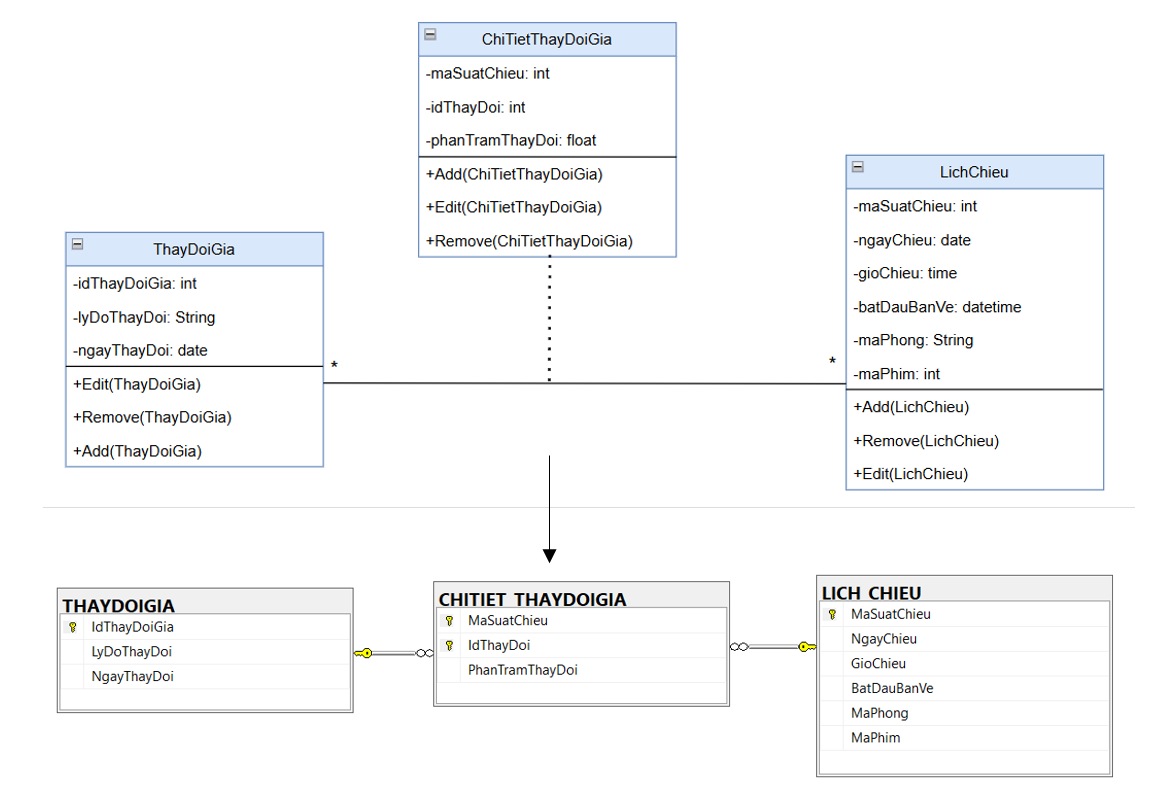 ChiTietThayDoiGia
-maSuatChieu: int
-idThayDoi: int
-phanTramThayDoi: float
+Add(ChiTietThayDoiGia)
+Edit(ChiTietThayDoiGia)
+Remove(ChiTietThayDoiGia)
ThayDoiGia
-idThayDoiGia: int
-lyDoThayDoi: String
-ngayThayDoi: date
+Edit(ThayDoiGia)
+Remove(ThayDoiGia)
+Add(ThayDoiGia)
*
*
LichChieu
-maSuatChieu: int
-ngayChieu: date
-gioChieu: time
-batDauBanVe: datetime
-maPhong: String
-maPhim: int
+Add(LichChieu)
+Remove(LichChieu)
+Edit(LichChieu)
THAYDOIGIA
IdThayDoiGia
LyDoThayDoi
NgayThayDoi
CHITIET_THAYDOIGIA
MaSuatChieu
IdThayDoi
PhanTramThayDoi
LICH_CHIEU
MaSuatChieu
NgayChieu
GioChieu
BatDauBanVe
MaPhong
MaPhim